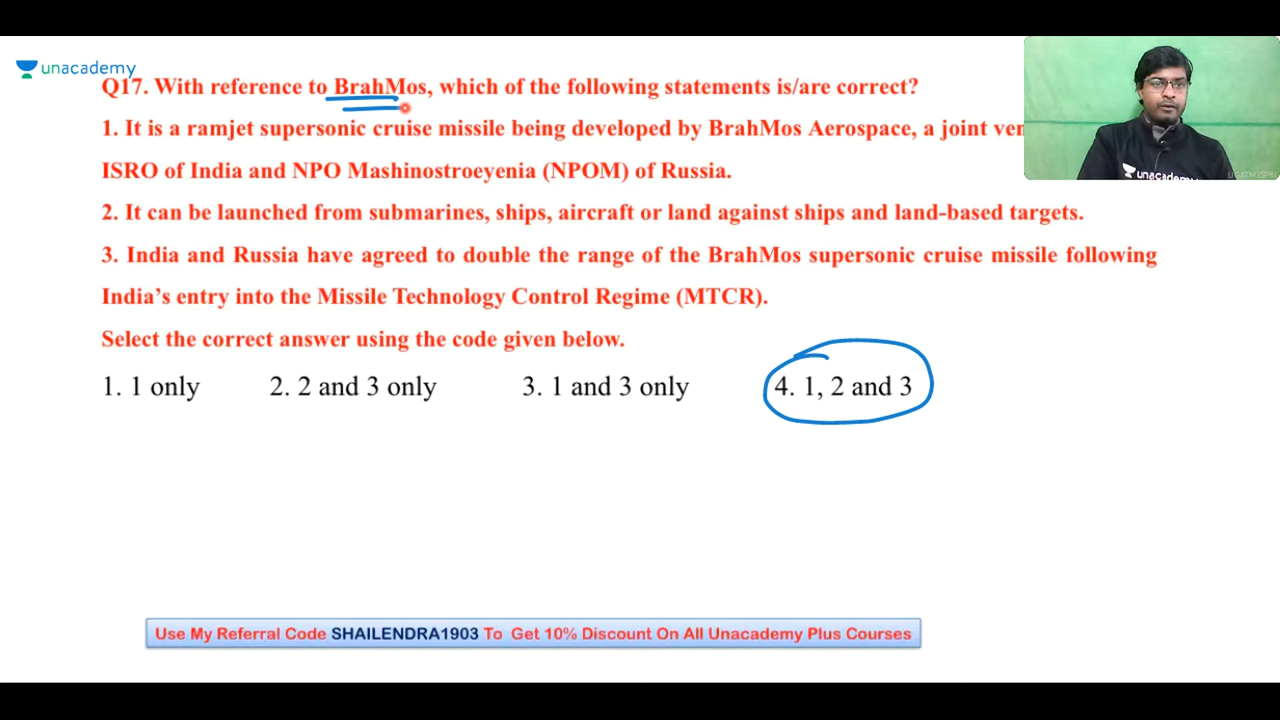 unacademy
Q17. With reference to BrahMos, which of the following statements is/are correct?
1. It is a ramjet supersonic cruise missile being developed by BrahMos Aerospace, a joint ven
ISRO of India and NPO Mashinostroeyenia (NPOM) of Russia.
2. It can be launched from submarines, ships, aircraft or land against ships and land-based targets.
3. India and Russia have agreed to double the range of the BrahMos supersonic cruise missile following
India’s entry into the Missile Technology Control Regime (MTCR).
Select the correct answer using the code given below.
1. 1 only 2. 2 and 3 only 3. 1 and 3 only 4. 1, 2 and 3
unacademy
Use My Referral Code SHAILENDRA1903 To Get 10% Discount On All Unacademy Plus Courses